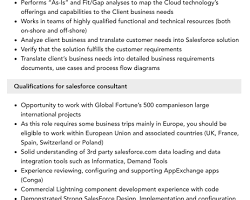 • Performs "As-Is" and Fit/Gap analyses to map the Cloud technology's
offerings and capabilities to the Client business needs
• Works in teams of highly qualified functional and technical resources (both
on-shore and off-shore)
• Analyze client business and translate customer needs into Salesforce solution
• Verify that the solution fulfills the customer requirements
• Translate client's business needs into detailed business requirements
documents, use cases and process flow diagrams
Qualifications for salesforce consultant
• Opportunity to work with Global Fortune's 500 companieson large
international projects
• As this role requires some business trips mainly in Europe, you should be
eligible to work within European Union and associated countries (UK, France,
Spain, Switzerland or Poland)
• Solid understanding of 3rd party salesforce.com data loading and data
integration tools such as Informatica, Demand Tools
• Experience reviewing, configuring and supporting AppExchange apps
(Conga)
• Commercial Lightning component development experience with code
• Demonstrated Strong SalesForce Design, Implementation and configuration